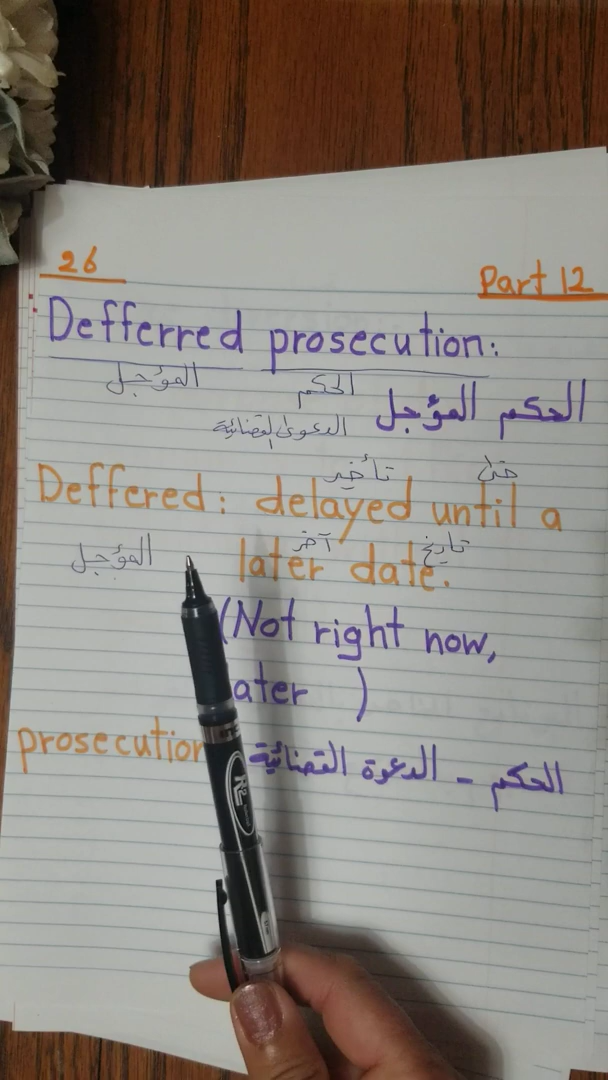 26
Part 12
Defferred prosecution:
المؤجل الحكم
الحكم المؤجل
الدعوى القضائية
تأخير حتى
Deffered: delayed until a
المؤجل آخر تاريخ
later date.
(Not right now,
ater )
prosecution
الحكم - الدعوة القضائية